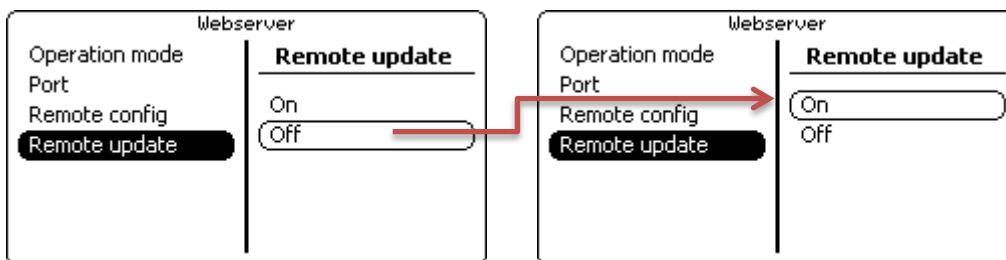 Webserver
Operation mode
Port
Remote config
Remote update
Remote update
On
Off
Webserver
Operation mode
Port
Remote config
Remote update
Remote update
On
Off